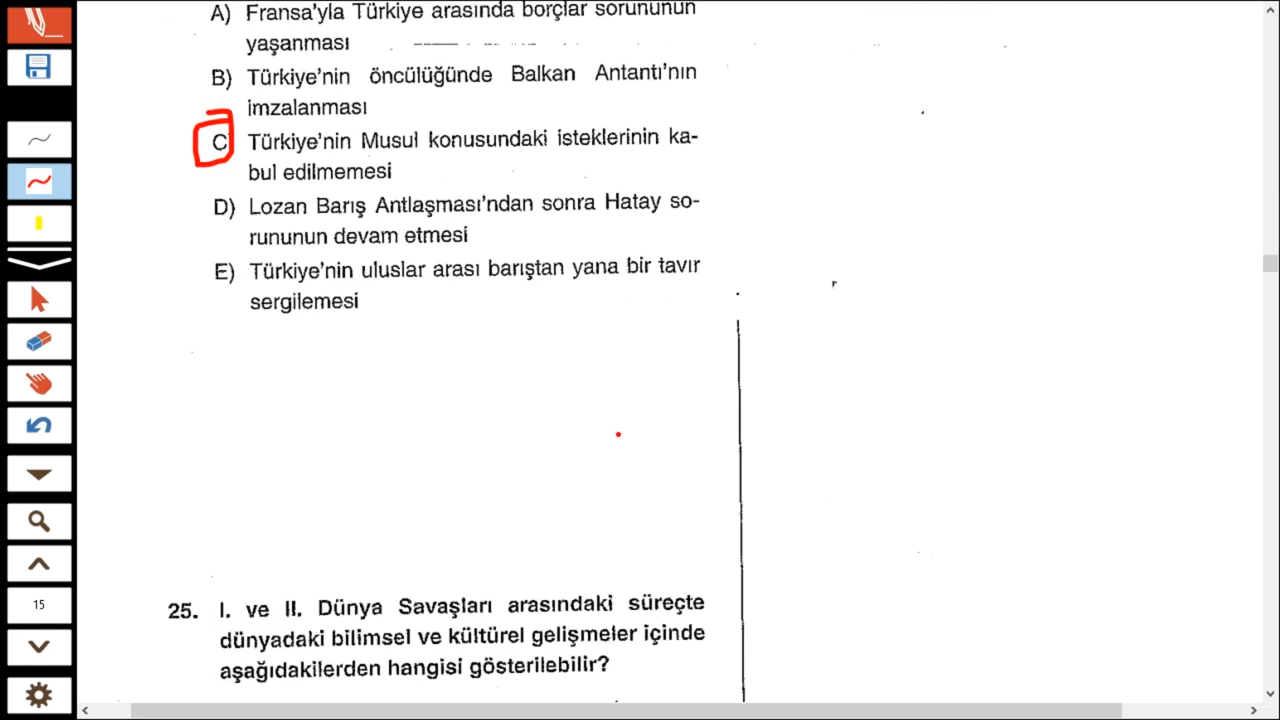 A) Fransa'yla Türkiye arasında borçlar sorununun
yaşanması
B) Türkiye'nin öncülüğünde Balkan Antantı'nın
imzalanması
C Türkiye'nin Musul konusundaki isteklerinin ka-
bul edilmemesi
D) Lozan Barış Antlaşması'ndan sonra Hatay so-
rununun devam etmesi
E) Türkiye'nin uluslar arası barıştan yana bir tavır
sergilemesi
15
25. I. ve II. Dünya Savaşları arasındaki süreçte
dünyadaki bilimsel ve kültürel gelişmeler içinde
aşağıdakilerden hangisi gösterilebilir?